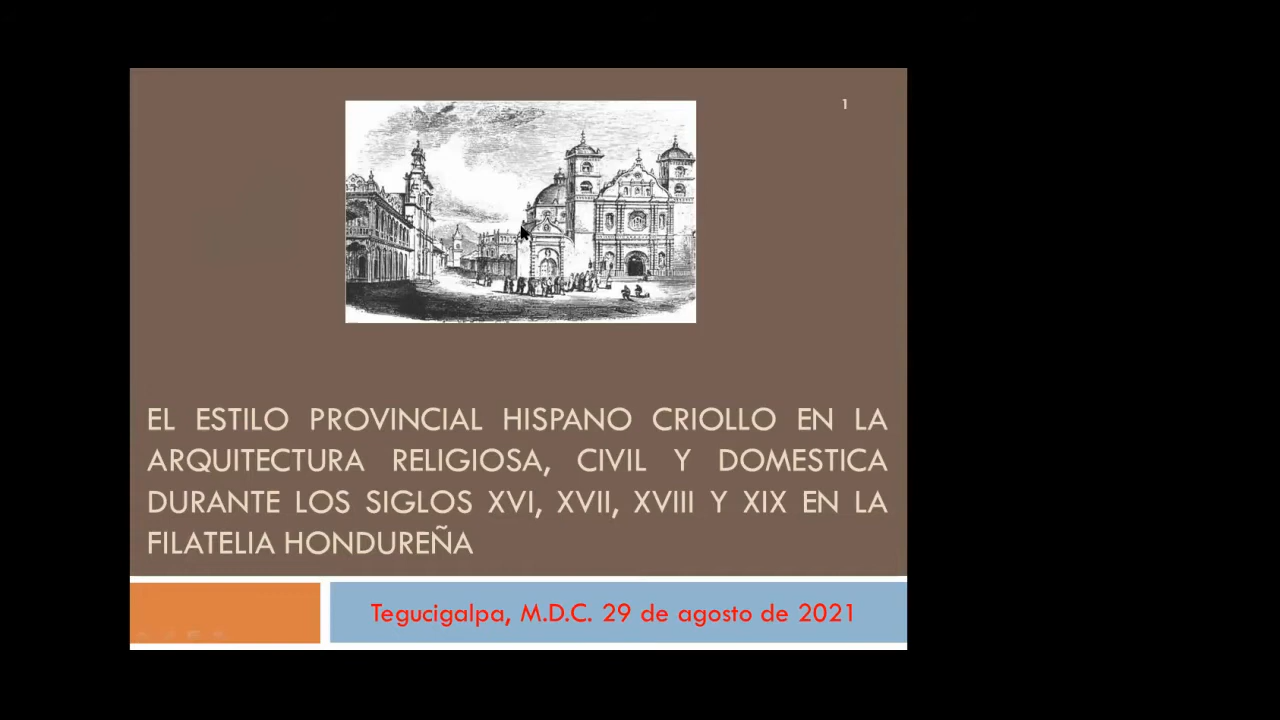 1
EL ESTILO PROVINCIAL HISPANO CRIOLLO EN LA
ARQUITECTURA RELIGIOSA, CIVIL Y DOMESTICA
DURANTE LOS SIGLOS XVI, XVII, XVIII Y XIX EN LA
FILATELIA HONDUREÑA
Tegucigalpa, M.D.C. 29 de agosto de 2021